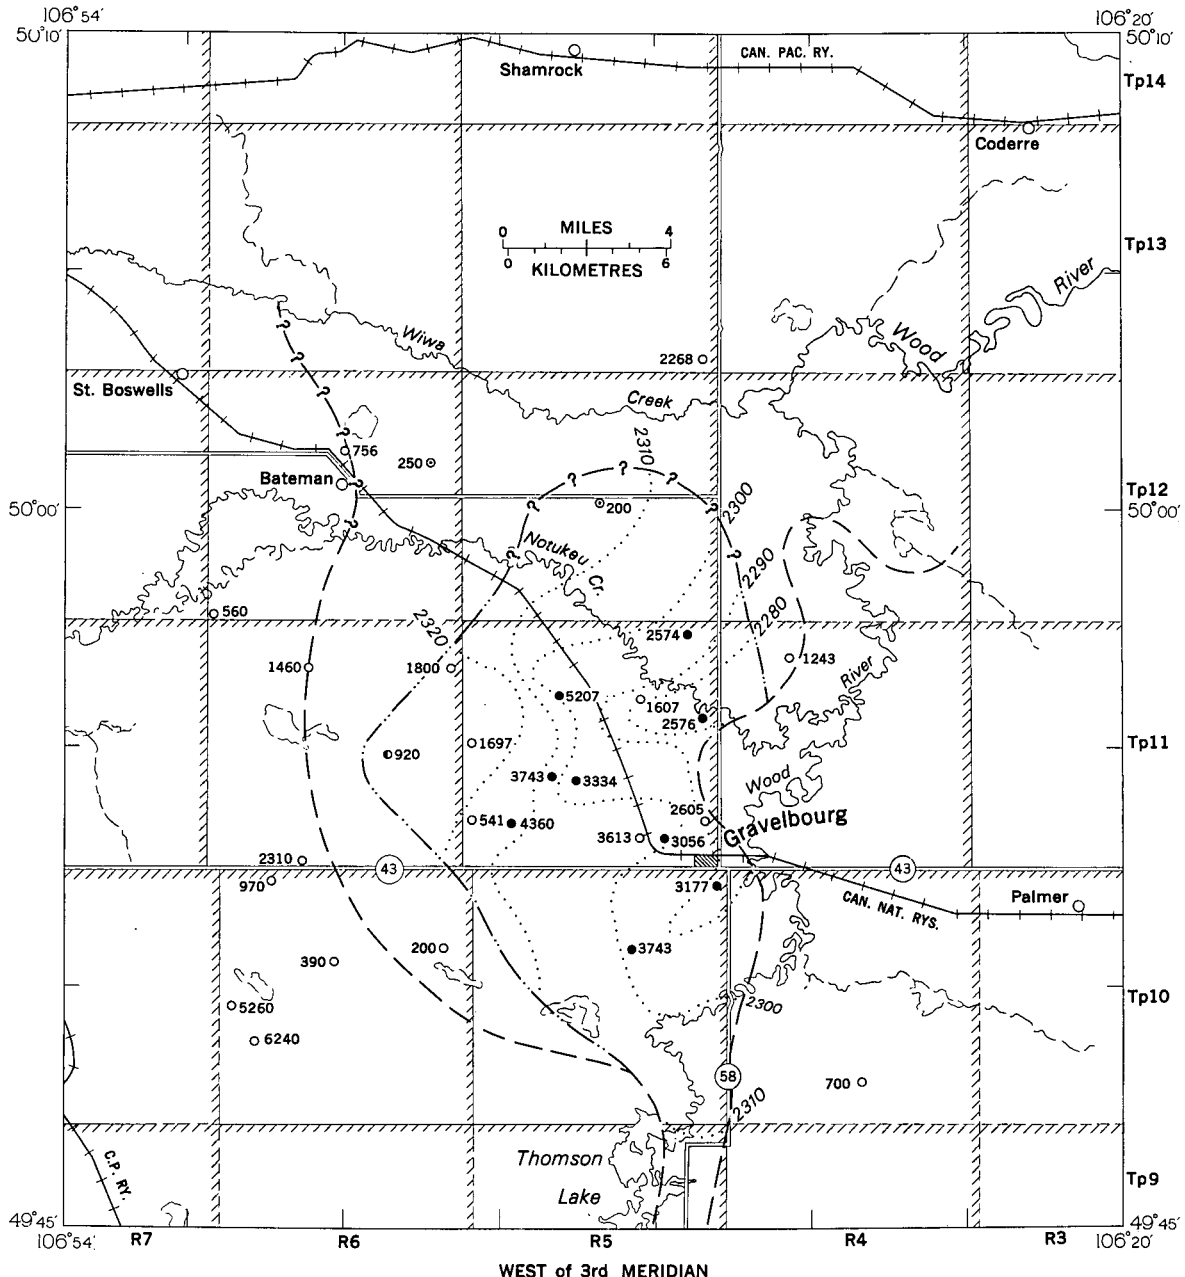 106°54'
106°20'
50°10'
50°10'
CAN. PAC. RY.
Shamrock
Tp14
Coderre
0 MILES 4
0 KILOMETRES 6
Tp13
River
Wood
Wiwa
2268
St. Boswells
Creek
2310
756
250
Bateman
Tp12
200
2300
50°00'
50°00'
Notukeu
Cr.
2290
2280
560
2320
2574
1460
1800
1243
5207
1607
River
2576
1697
Tp11
920
3743
3334
Wood
2605
541
4360
3613
3056
Gravelbourg
2310
43
43
970
3177
CAN. NAT. RYS.
Palmer
200
3743
390
5260
2300
Tp10
6240
58
700
2310
C.P. RY.
Thomson
Lake
Tp9
49°45'
49°45'
106°54'
R7
R6
R5
R4
R3
106°20'
WEST of 3rd MERIDIAN
? ? ? ? ? ? ? ? ? ? ? ? ? ?